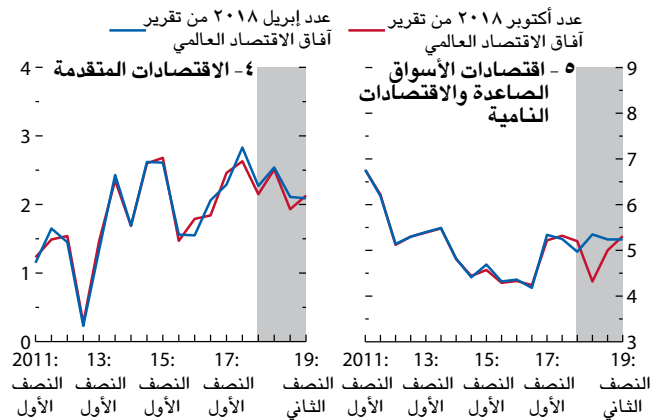 عدد أكتوبر ٢٠١٨ من تقرير
آفاق الاقتصاد العالمي
عدد إبريل ٢٠١٨ من تقرير
آفاق الاقتصاد العالمي
٤- الاقتصادات المتقدمة
4
3
2
1
0
2011:
النصف
الأول
13:
النصف
الأول
15:
النصف
الأول
17:
النصف
الأول
19:
النصف
الثاني
٥ - اقتصادات الأسواق
الصاعدة والاقتصادات
النامية
9
8
7
6
5
4
3
2011:
النصف
الأول
13:
النصف
الأول
15:
النصف
الأول
17:
النصف
الأول
19:
النصف
الثاني